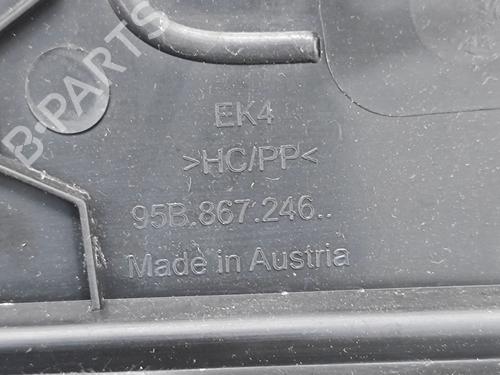 B-PARTS
EK4
>HC/PP<
95B.867.246..
Made in Austria